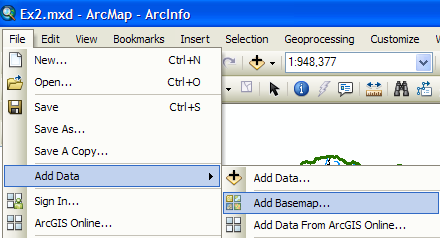 Ex2.mxd - ArcMap - ArcInfo
File Edit View Bookmarks Insert Selection Geoprocessing Customize
New... Ctrl+N
1:948,377
Open... Ctrl+O
Save Ctrl+S
Save As...
Save A Copy...
Add Data
Add Data...
Sign In...
Add Basemap...
ArcGIS Online...
Add Data From ArcGIS Online...